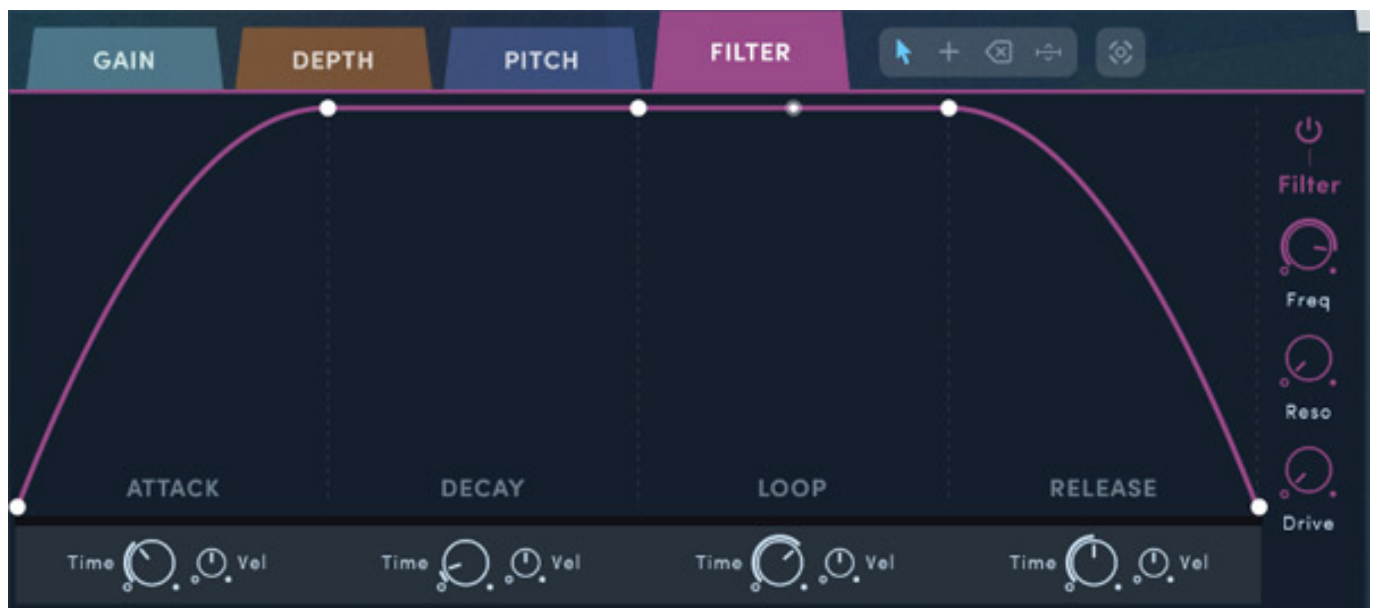 GAIN DEPTH PITCH FILTER
Filter
Freq
Reso
Drive
ATTACK DECAY LOOP RELEASE
Time Vel Time Vel Time Vel Time Vel